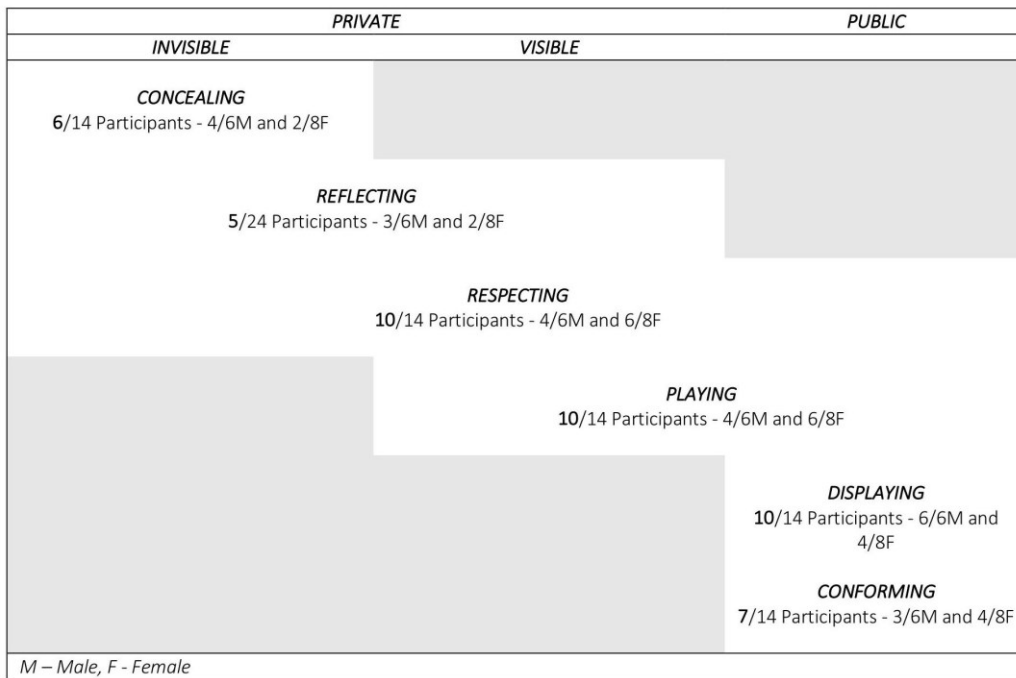 PRIVATE PUBLIC
INVISIBLE VISIBLE
CONCEALING
6/14 Participants - 4/6M and 2/8F
REFLECTING
5/24 Participants - 3/6M and 2/8F
RESPECTING
10/14 Participants - 4/6M and 6/8F
PLAYING
10/14 Participants - 4/6M and 6/8F
DISPLAYING
10/14 Participants - 6/6M and
4/8F
CONFORMING
7/14 Participants - 3/6M and 4/8F
M – Male, F - Female